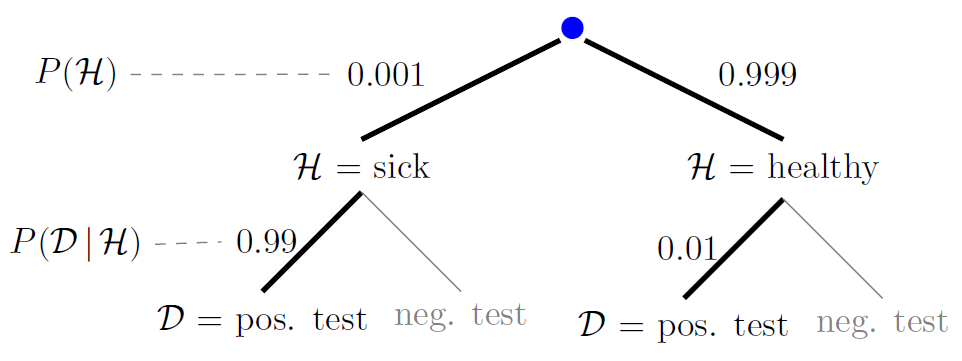 P(ℋ) 0.001 0.999
ℋ = sick ℋ = healthy
P(𝒟 | ℋ) 0.99 0.01
𝒟 = pos. test neg. test 𝒟 = pos. test neg. test